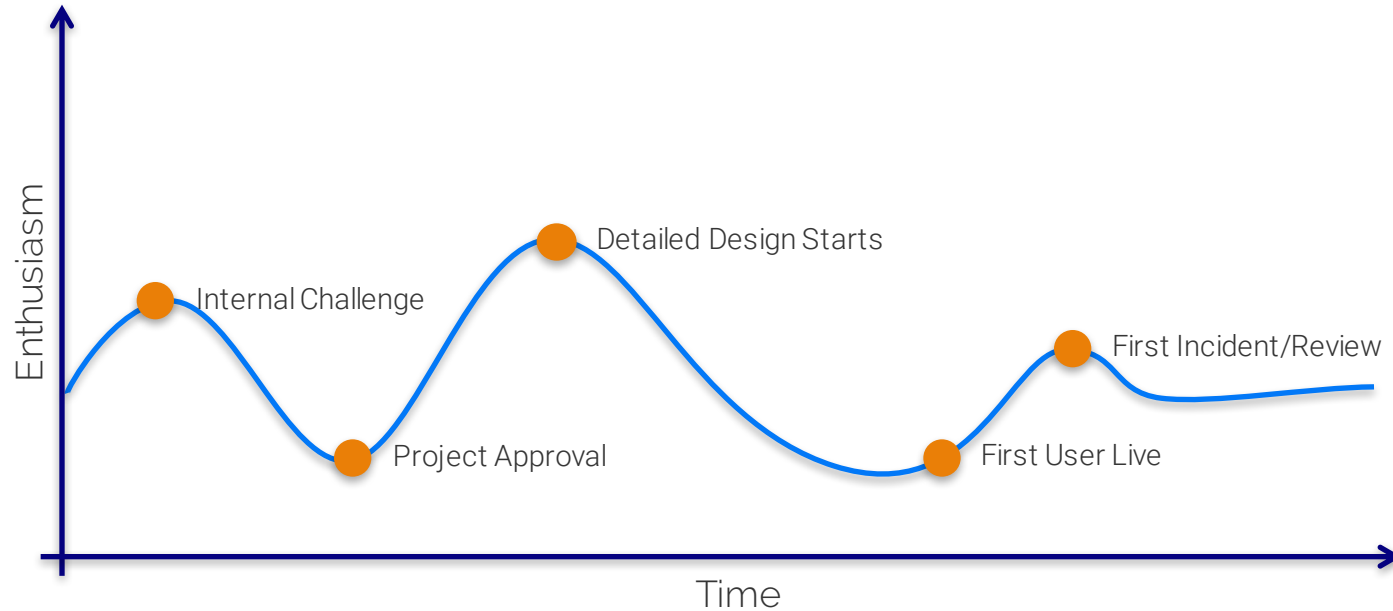 Enthusiasm
Detailed Design Starts
Internal Challenge
First Incident/Review
Project Approval
First User Live
Time